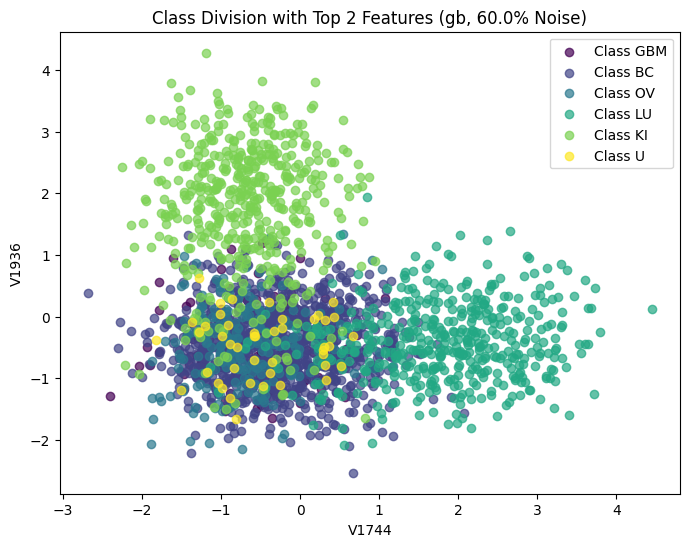 Class Division with Top 2 Features (gb, 60.0% Noise)
Class GBM
Class BC
Class OV
Class LU
Class KI
Class U
V1936
4
3
2
1
0
−1
−2
−3
−2
−1
0
1
2
3
4
V1744